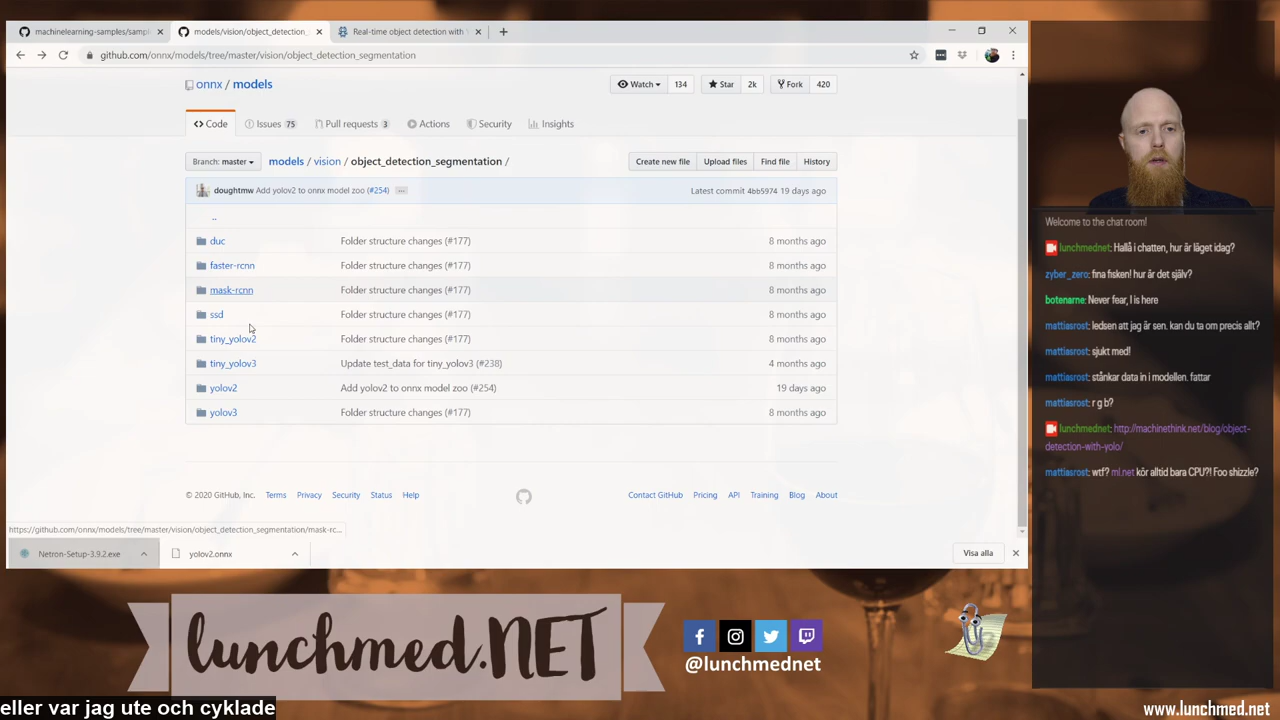 machinelearning-samples/sampl
models/vision/object_detection_
Real-time object detection with Y
github.com/onnx/models/tree/master/vision/object_detection_segmentation
onnx / models
Watch 134
Star 2k
Fork 420
Code
Issues 75
Pull requests 3
Actions
Security
Insights
Branch: master
models / vision / object_detection_segmentation /
Create new file
Upload files
Find file
History
doughtmw Add yolov2 to onnx model zoo (#254) ...
Latest commit 4bb5974 19 days ago
..
duc Folder structure changes (#177) 8 months ago
faster-rcnn Folder structure changes (#177) 8 months ago
mask-rcnn Folder structure changes (#177) 8 months ago
ssd Folder structure changes (#177) 8 months ago
tiny_yolov2 Folder structure changes (#177) 8 months ago
tiny_yolov3 Update test_data for tiny_yolov3 (#238) 4 months ago
yolov2 Add yolov2 to onnx model zoo (#254) 19 days ago
yolov3 Folder structure changes (#177) 8 months ago
© 2020 GitHub, Inc. Terms Privacy Security Status Help
Contact GitHub Pricing API Training Blog About
https://github.com/onnx/models/tree/master/vision/object_detection_segmentation/mask-rc...
Netron-Setup-3.9.2.exe
yolov2.onnx
Visa alla
Welcome to the chat room!
lunchmednet: Hallå i chatten, hur är läget idag?
zyber_zero: fina fisken! hur är det själv?
botenarne: Never fear, I is here
mattiasrost: ledsen att jag är sen. kan du ta om precis allt?
mattiasrost: sjukt med!
mattiasrost: stånkar data in i modellen. fattar
mattiasrost: r g b?
lunchmednet: http://machinethink.net/blog/object-
detection-with-yolo/
mattiasrost: wtf? ml.net kör alltid bara CPU?! Foo shizzle?
lunchmed.NET
@lunchmednet
eller var jag ute och cyklade
www.lunchmed.net